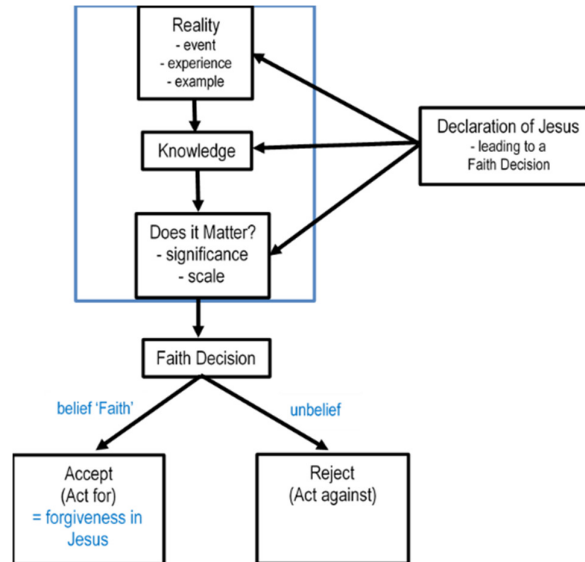 Reality
- event
- experience
- example
Knowledge
Declaration of Jesus
- leading to a
Faith Decision
Does it Matter?
- significance
- scale
Faith Decision
belief ‘Faith’
unbelief
Accept
(Act for)
= forgiveness in
Jesus
Reject
(Act against)